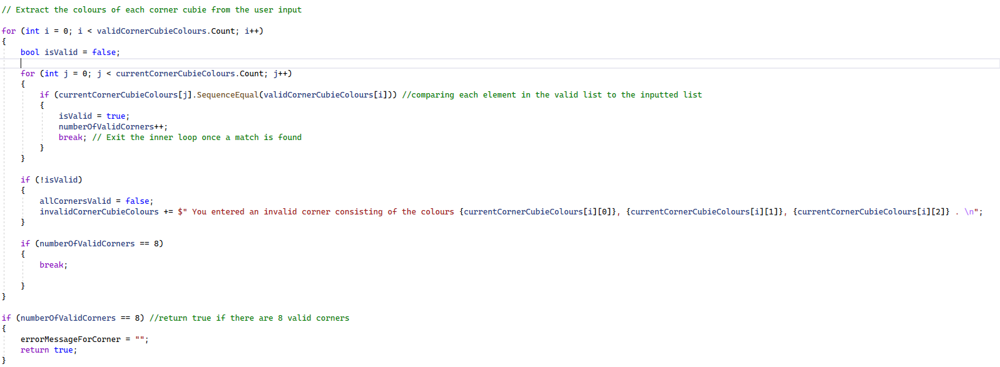 // Extract the colours of each corner cubie from the user input
for (int i = 0; i < validCornerCubieColours.Count; i++)
{
bool isValid = false;
for (int j = 0; j < currentCornerCubieColours.Count; j++)
{
if (currentCornerCubieColours[j].SequenceEqual(validCornerCubieColours[i])) //comparing each element in the valid list to the inputted list
{
isValid = true;
numberOfValidCorners++;
break; // Exit the inner loop once a match is found
}
}
if (!isValid)
{
allCornersValid = false;
invalidCornerCubieColours += $" You entered an invalid corner consisting of the colours {currentCornerCubieColours[i][0]}, {currentCornerCubieColours[i][1]}, {currentCornerCubieColours[i][2]} . \n";
}
if (numberOfValidCorners == 8)
{
break;
}
}
if (numberOfValidCorners == 8) //return true if there are 8 valid corners
{
errorMessageForCorner = "";
return true;
}